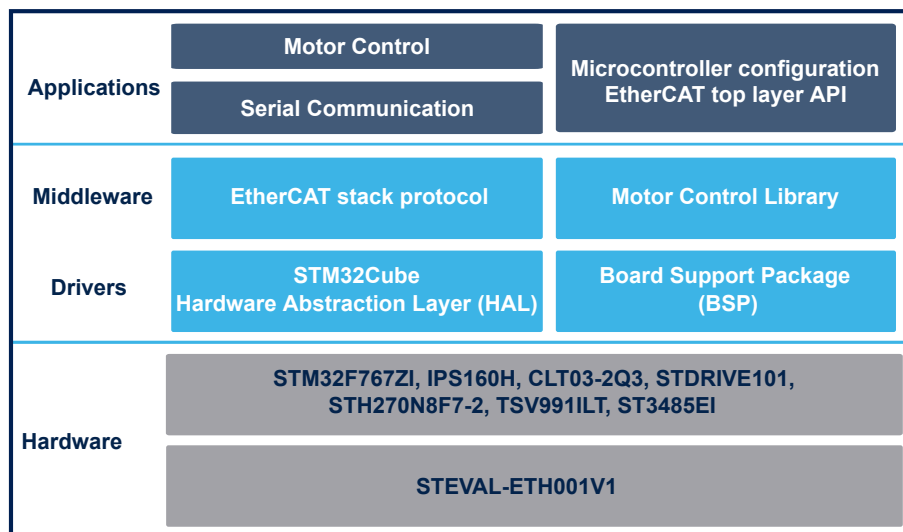 Applications
Motor Control
Serial Communication
Microcontroller configuration
EtherCAT top layer API
Middleware
EtherCAT stack protocol
Motor Control Library
Drivers
STM32Cube
Hardware Abstraction Layer (HAL)
Board Support Package
(BSP)
Hardware
STM32F767ZI, IPS160H, CLT03-2Q3, STDRIVE101,
STH270N8F7-2, TSV991ILT, ST3485EI
STEVAL-ETH001V1